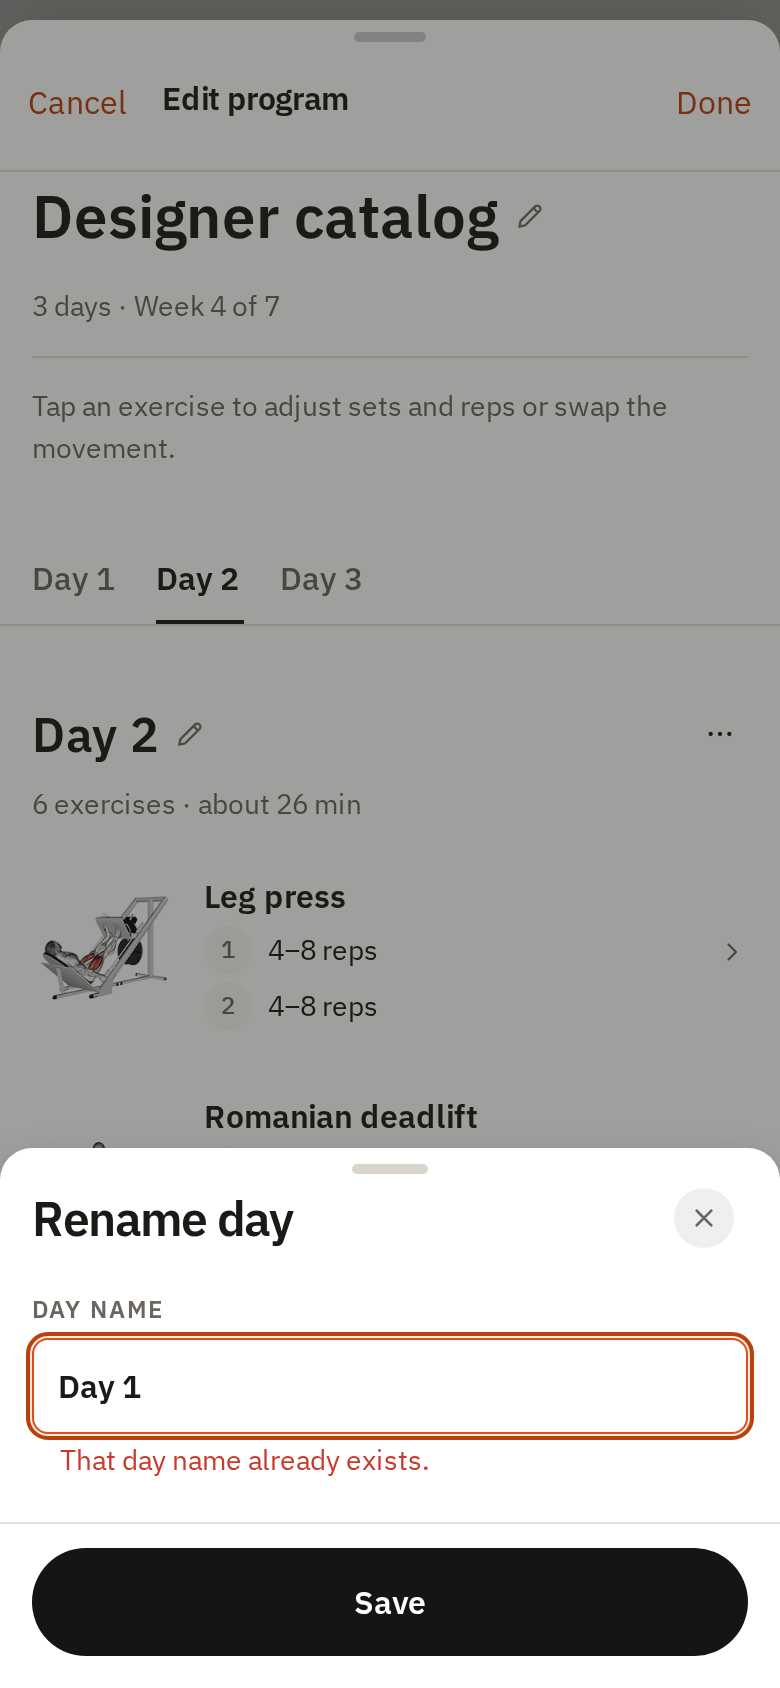 Cancel
Edit program
Done
Designer catalog
3 days · Week 4 of 7
Tap an exercise to adjust sets and reps or swap the
movement.
Day 1
Day 2
Day 3
Day 2
6 exercises · about 26 min
Leg press
1 4–8 reps
2 4–8 reps
Romanian deadlift
Rename day
DAY NAME
Day 1
That day name already exists.
Save